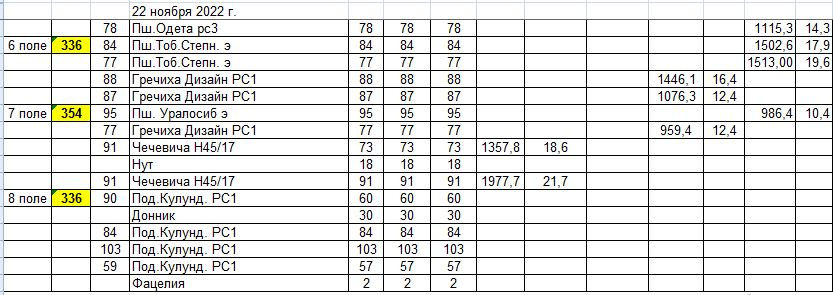 22 ноября 2022 г.
78 Пш.Одета рс3 78 78 78 1115,3 14,3
6 поле 336 84 Пш.Тоб.Степн. э 84 84 84 1502,6 17,9
77 Пш.Тоб.Степн. э 77 77 77 1513,00 19,6
88 Гречиха Дизайн РС1 88 88 88 1446,1 16,4
87 Гречиха Дизайн РС1 87 87 87 1076,3 12,4
7 поле 354 95 Пш. Уралосиб э 95 95 95 986,4 10,4
77 Гречиха Дизайн РС1 77 77 77 959,4 12,4
91 Чечевича Н45/17 73 73 73 1357,8 18,6
Нут 18 18 18
91 Чечевича Н45/17 91 91 91 1977,7 21,7
8 поле 336 90 Под.Кулунд. РС1 60 60 60
Донник 30 30 30
84 Под.Кулунд. РС1 84 84 84
103 Под.Кулунд. РС1 103 103 103
59 Под.Кулунд. РС1 57 57 57
Фацелия 2 2 2